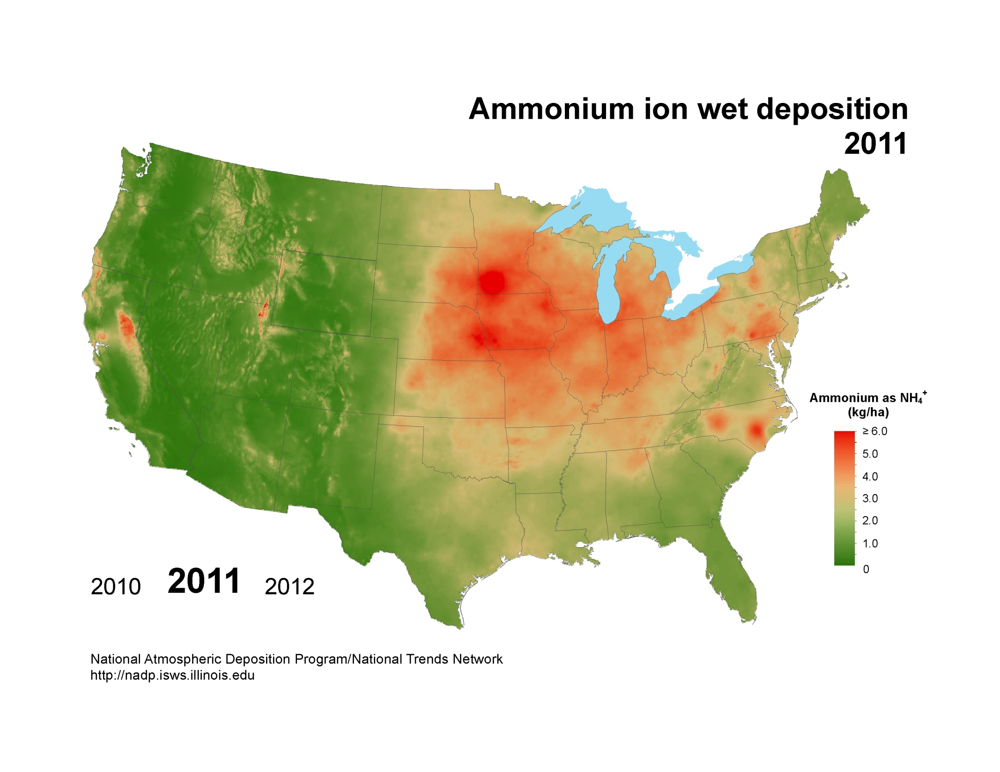 Ammonium ion wet deposition
2011
Ammonium as NH₄⁺
(kg/ha)
≥ 6.0
5.0
4.0
3.0
2.0
1.0
0
2010 2011 2012
National Atmospheric Deposition Program/National Trends Network
http://nadp.isws.illinois.edu